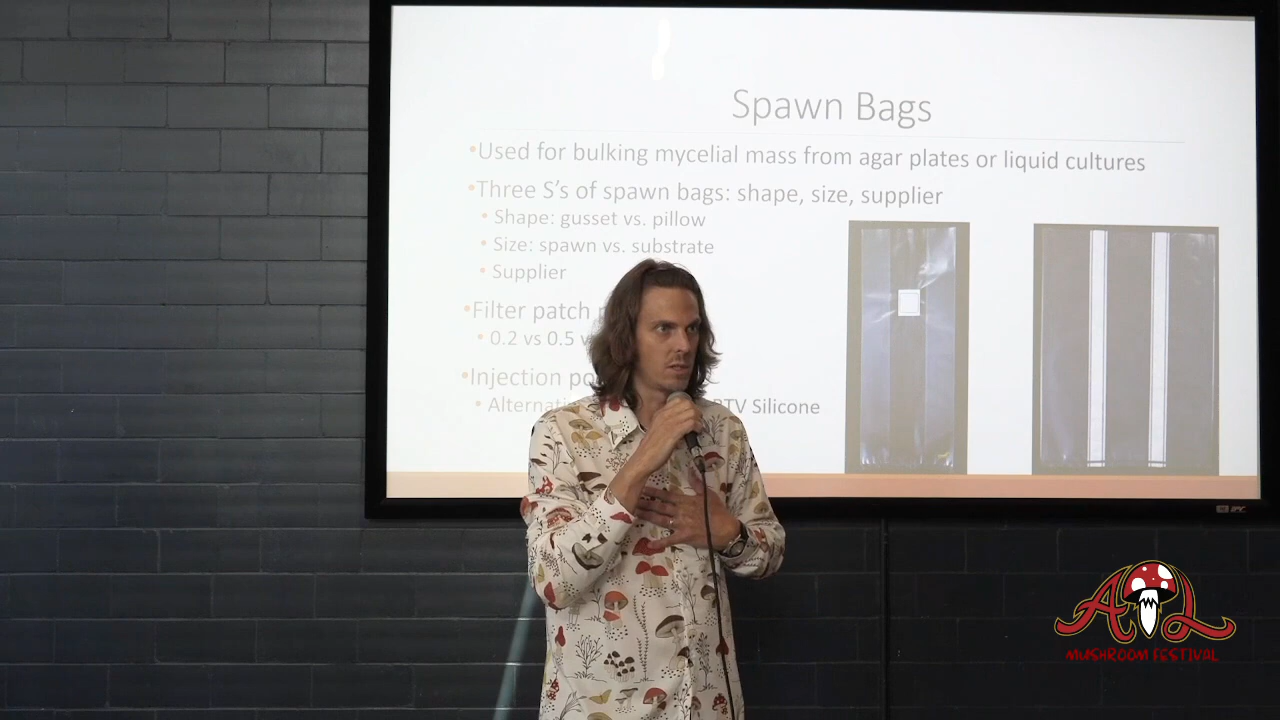 Spawn Bags
•Used for bulking mycelial mass from agar plates or liquid cultures
•Three S's of spawn bags: shape, size, supplier
• Shape: gusset vs. pillow
• Size: spawn vs. substrate
• Supplier
•Filter patch
• 0.2 vs 0.5
•Injection
• RTV Silicone
ATL
MUSHROOM FESTIVAL